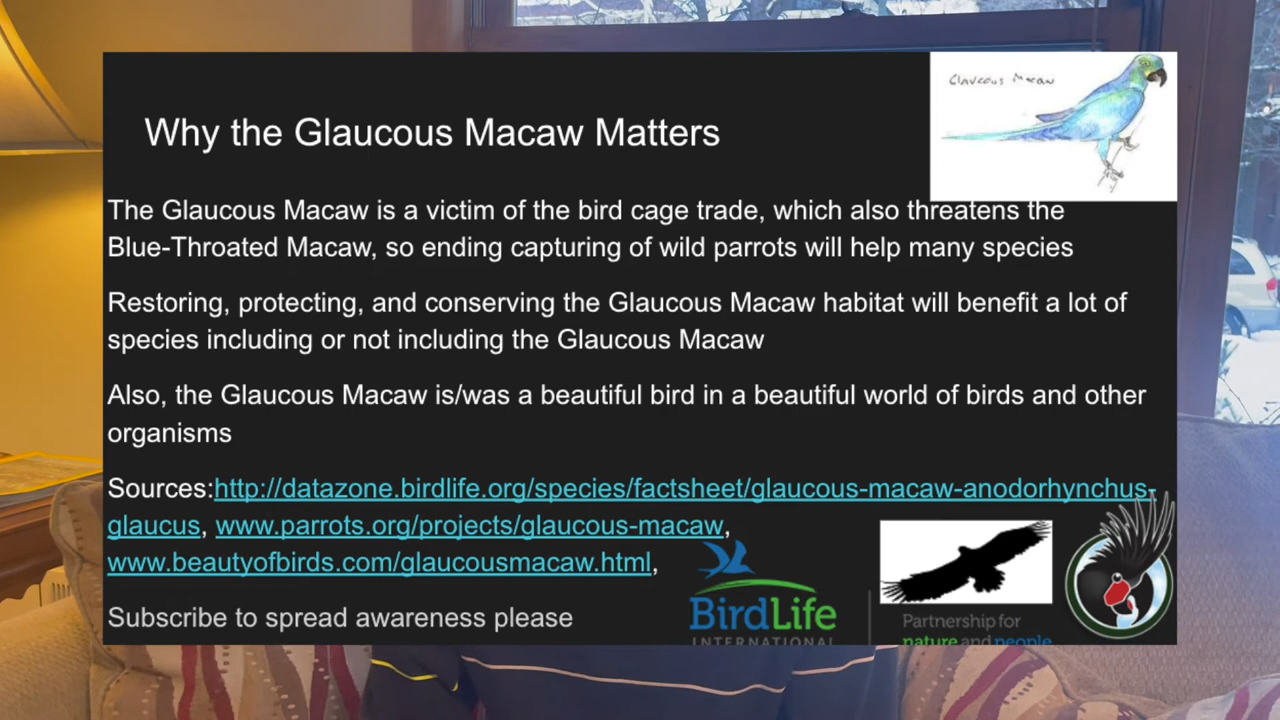 Glaucous Macaw
Why the Glaucous Macaw Matters
The Glaucous Macaw is a victim of the bird cage trade, which also threatens the
Blue-Throated Macaw, so ending capturing of wild parrots will help many species
Restoring, protecting, and conserving the Glaucous Macaw habitat will benefit a lot of
species including or not including the Glaucous Macaw
Also, the Glaucous Macaw is/was a beautiful bird in a beautiful world of birds and other
organisms
Sources:http://datazone.birdlife.org/species/factsheet/glaucous-macaw-anodorhynchus-
glaucus, www.parrots.org/projects/glaucous-macaw,
www.beautyofbirds.com/glaucousmacaw.html,
Subscribe to spread awareness please
BirdLife
INTERNATIONAL
Partnership for
nature and people